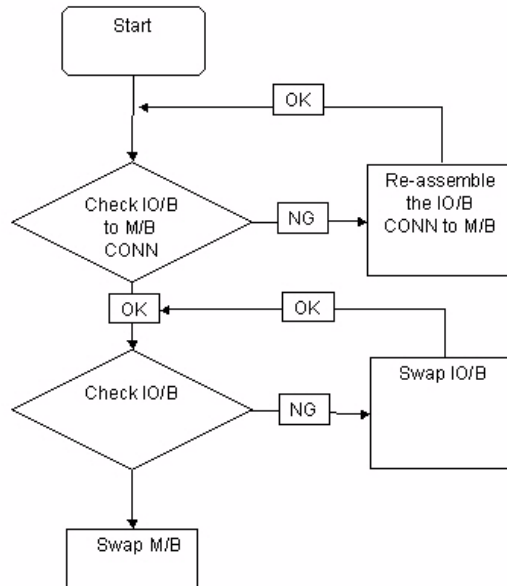 Start
OK
Check IO/B
to M/B
CONN
NG
Re-assemble
the IO/B
CONN to M/B
OK
OK
Check IO/B
NG
Swap IO/B
Swap M/B